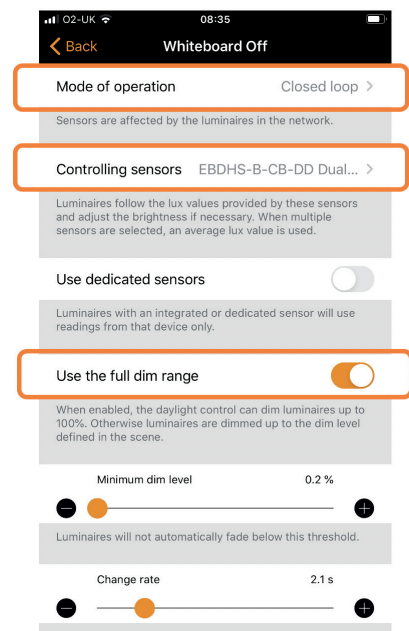 O2-UK 08:35
Back Whiteboard Off
Mode of operation Closed loop
Sensors are affected by the luminaires in the network.
Controlling sensors EBDHS-B-CB-DD Dual...
Luminaires follow the lux values provided by these sensors
and adjust the brightness if necessary. When multiple
sensors are selected, an average lux value is used.
Use dedicated sensors
Luminaires with an integrated or dedicated sensor will use
readings from that device only.
Use the full dim range
When enabled, the daylight control can dim luminaires up to
100%. Otherwise luminaires are dimmed up to the dim level
defined in the scene.
Minimum dim level 0.2 %
Luminaires will not automatically fade below this threshold.
Change rate 2.1 s